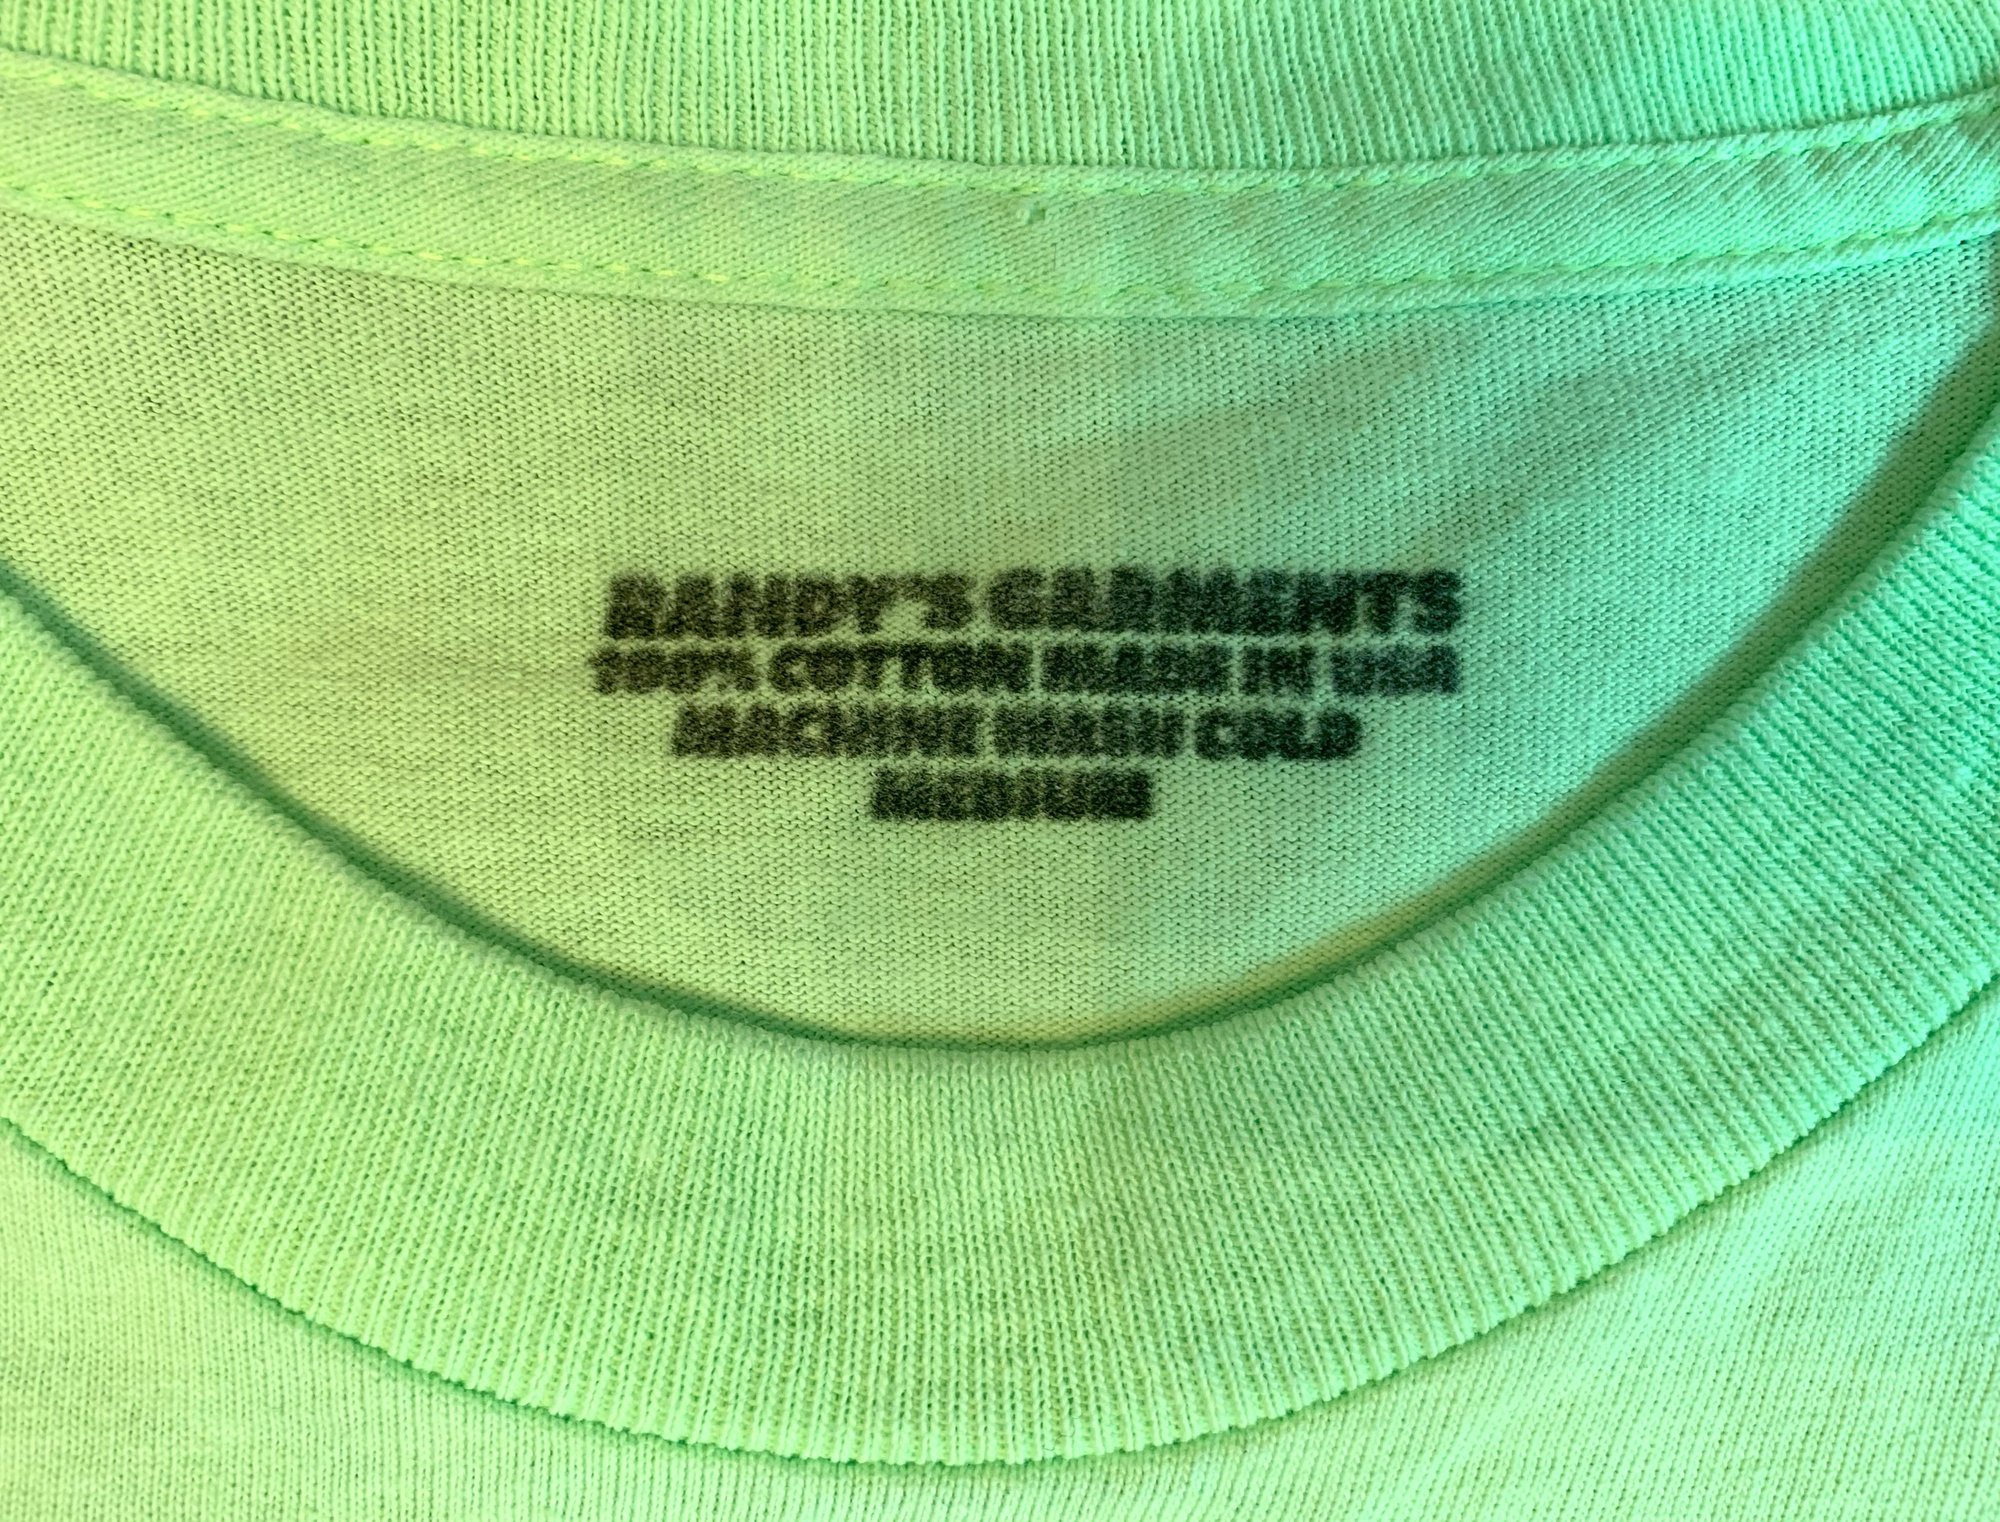 RANDY'S GARMENTS
100% COTTON MADE IN USA
MACHINE WASH COLD
MEDIUM